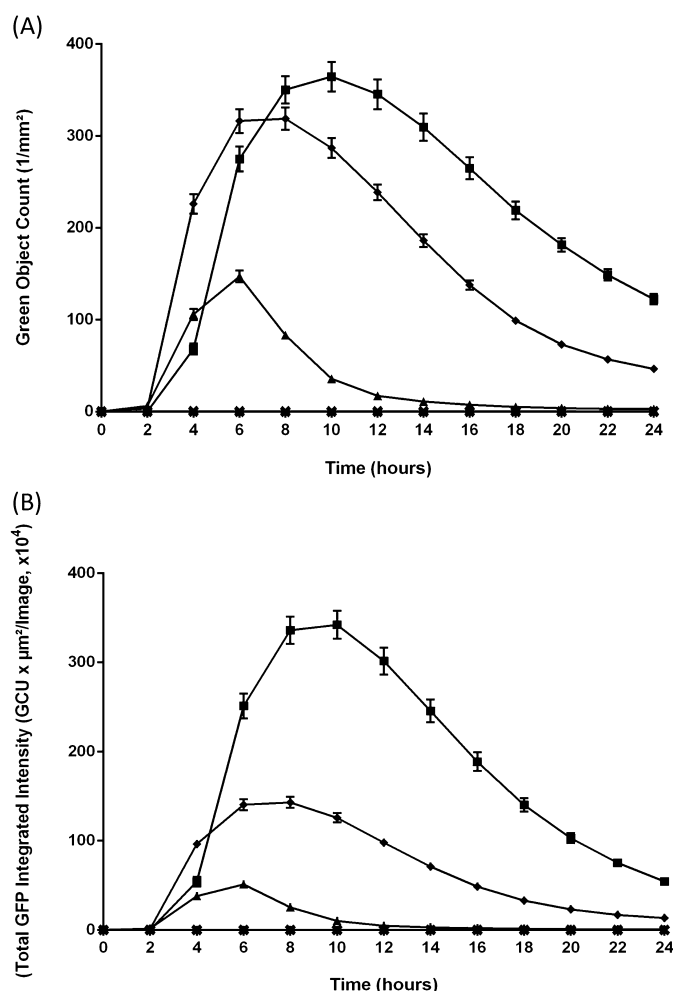 (A)
Green Object Count (1/mm²)
400
300
200
100
0
0 2 4 6 8 10 12 14 16 18 20 22 24
Time (hours)
(B)
(Total GFP Integrated Intensity (GCU x µm²/Image, x10⁴)
400
300
200
100
0
0 2 4 6 8 10 12 14 16 18 20 22 24
Time (hours)